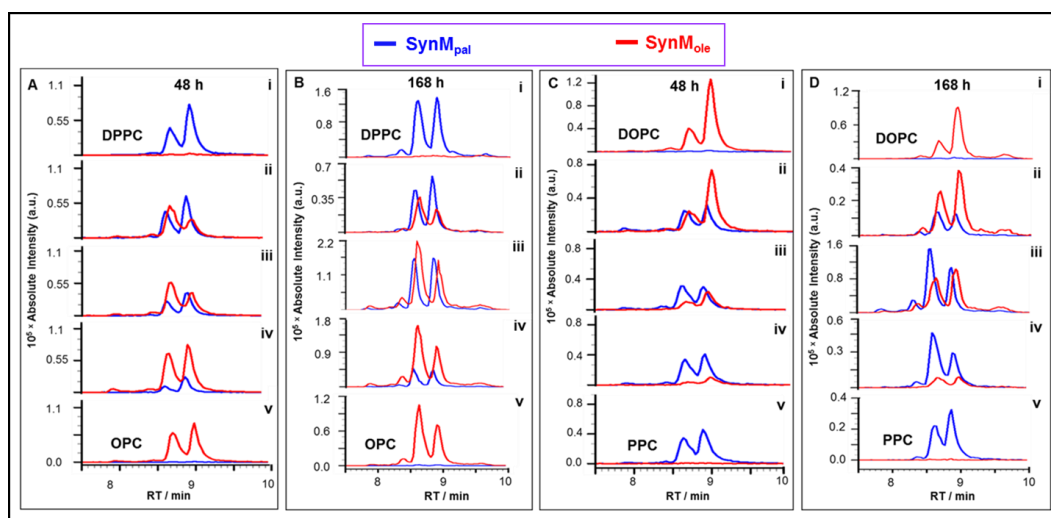 SynMpal SynMole
A 48 h i
1.1
0.55
DPPC
ii
1.1
0.55
iii
1.1
0.55
iv
1.1
0.55
v
1.1
OPC
0.0
8 9 10
RT / min
10⁵ x Absolute Intensity (a.u.)
B 168 h i
1.6
0.8
DPPC
ii
0.7
0.35
iii
2.2
1.1
iv
1.8
0.9
v
1.2
0.6
OPC
0.0
8 9 10
RT / min
10⁵ x Absolute Intensity (a.u.)
C 48 h i
1.2
0.8
0.4
DOPC
ii
0.8
0.4
iii
0.8
0.4
iv
0.8
0.4
v
0.8
0.4
PPC
0.0
8 9 10
RT / min
10⁵ x Absolute Intensity (a.u.)
D 168 h i
1.2
0.6
DOPC
ii
0.4
0.2
iii
1.6
0.8
iv
0.6
0.3
v
0.4
0.2
PPC
0.0
8 9 10
RT / min
10⁵ x Absolute Intensity (a.u.)